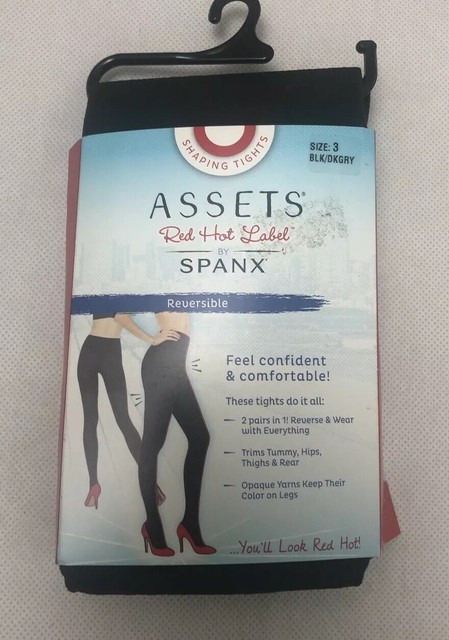 SHAPING TIGHTS
SIZE: 3
BLK/DKGRY
ASSETS®
Red Hot Label™
BY
SPANX®
Reversible
Feel confident
& comfortable!
These tights do it all:
— 2 pairs in 1! Reverse & Wear
with Everything
— Trims Tummy, Hips,
Thighs & Rear
— Opaque Yarns Keep Their
Color on Legs
...You'll Look Red Hot!